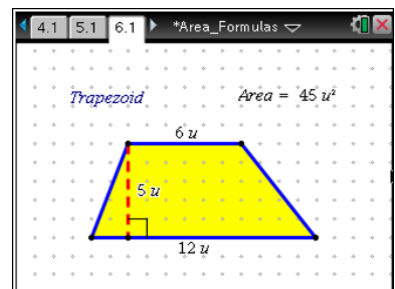 4.1 5.1 6.1 *Area_Formulas
Trapezoid Area = 45 u²
6 u
5 u
12 u